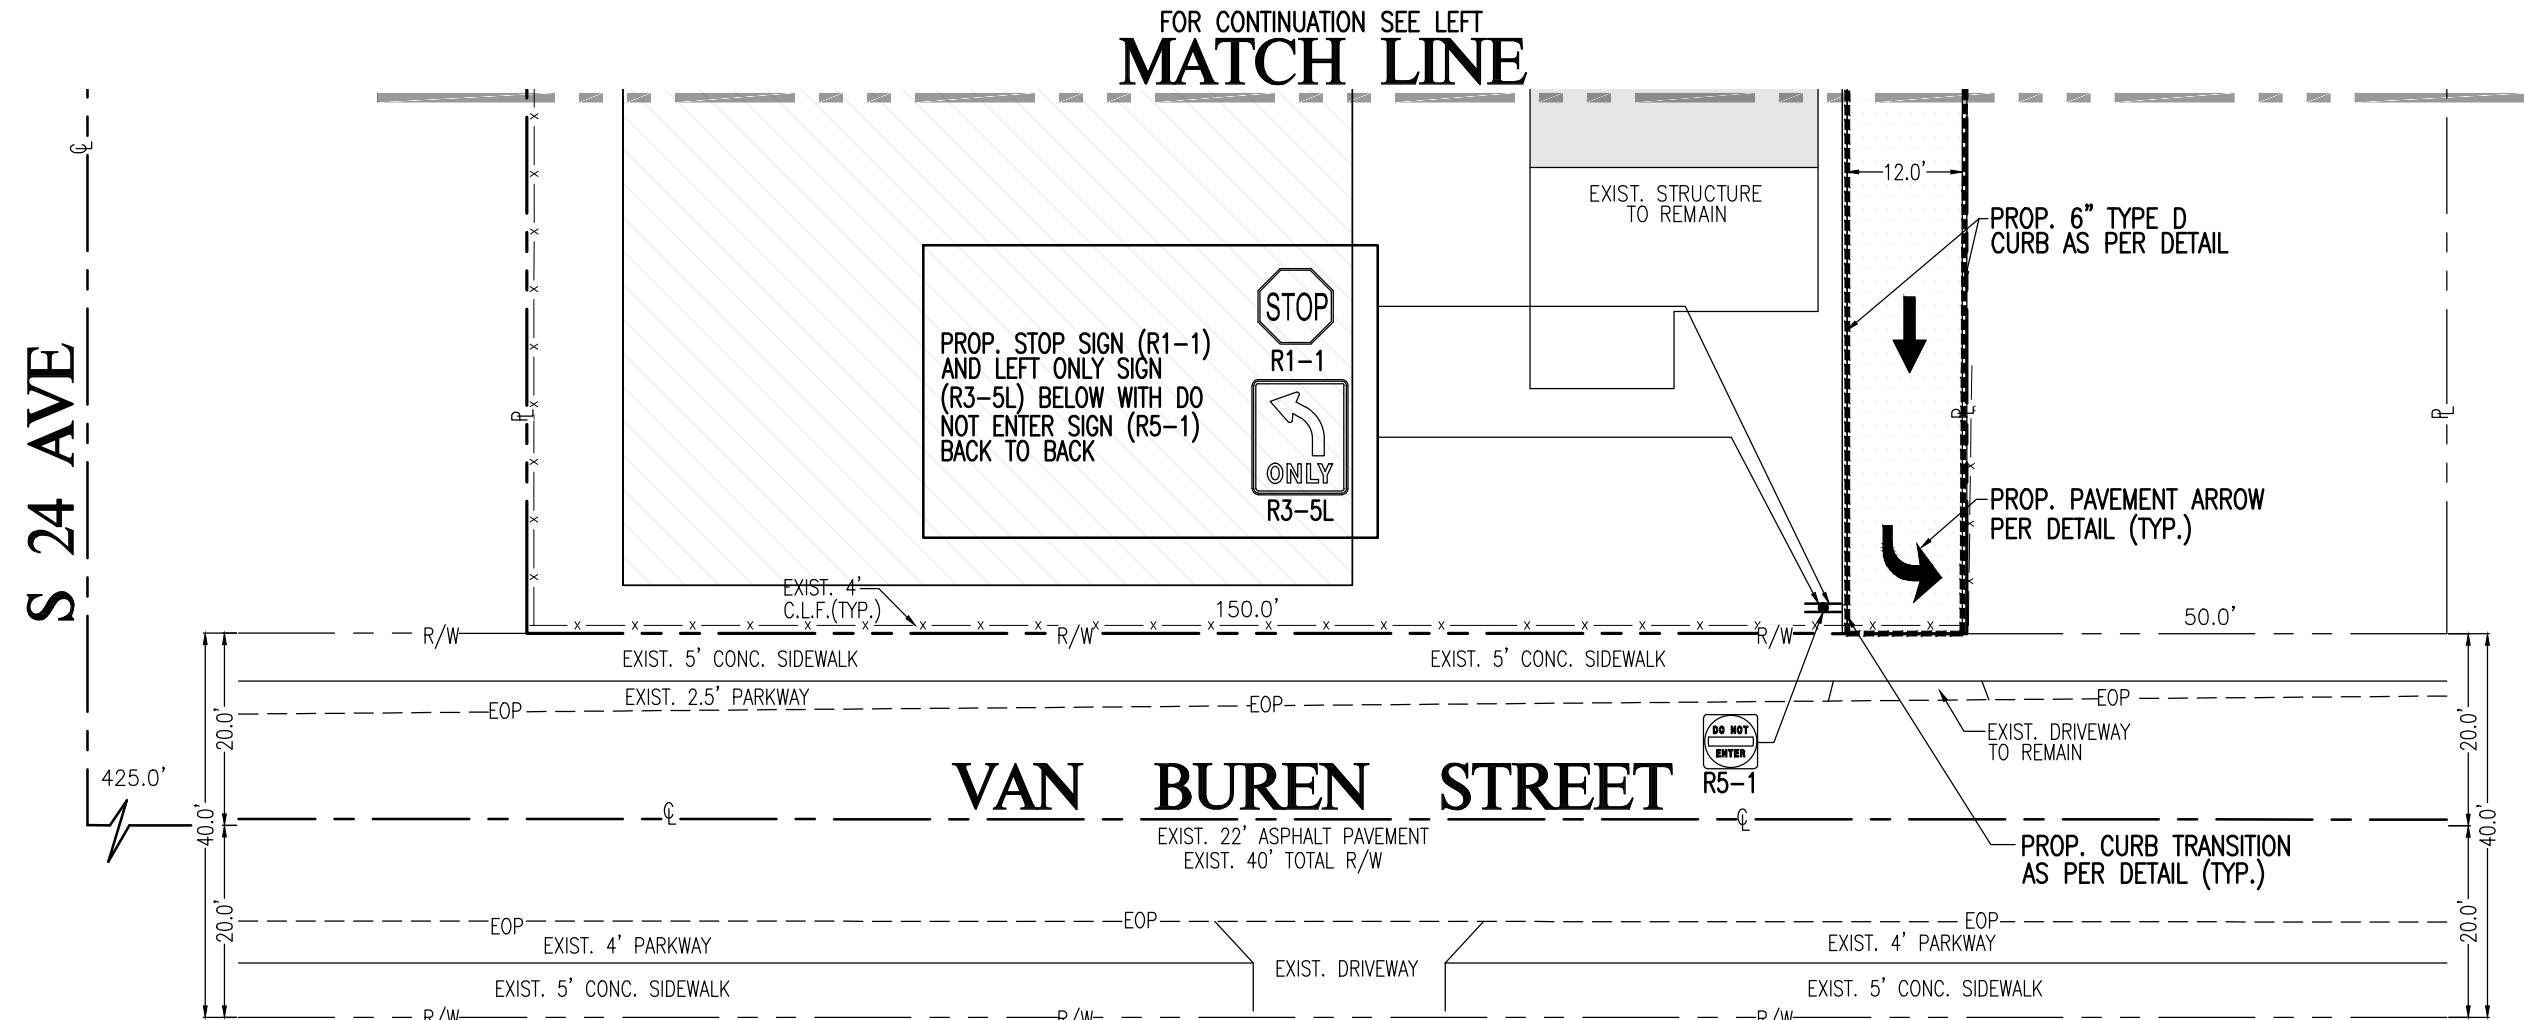 FOR CONTINUATION SEE LEFT
MATCH LINE
CL
12.0'
EXIST. STRUCTURE
TO REMAIN
PROP. 6" TYPE D
CURB AS PER DETAIL
STOP
R1-1
PROP. STOP SIGN (R1-1)
AND LEFT ONLY SIGN
(R3-5L) BELOW WITH DO
NOT ENTER SIGN (R5-1)
BACK TO BACK
ONLY
R3-5L
S 24 AVE
PL
PL
PL
PROP. PAVEMENT ARROW
PER DETAIL (TYP.)
EXIST. 4'
C.L.F.(TYP.)
150.0'
50.0'
R/W
R/W
R/W
EXIST. 5' CONC. SIDEWALK
EXIST. 5' CONC. SIDEWALK
EXIST. 2.5' PARKWAY
EOP
EOP
EOP
20.0'
20.0'
DO NOT
ENTER
R5-1
EXIST. DRIVEWAY
TO REMAIN
425.0'
VAN BUREN STREET
40.0'
40.0'
CL
CL
EXIST. 22' ASPHALT PAVEMENT
EXIST. 40' TOTAL R/W
PROP. CURB TRANSITION
AS PER DETAIL (TYP.)
20.0'
20.0'
EOP
EOP
EOP
EXIST. 4' PARKWAY
EXIST. 4' PARKWAY
EXIST. DRIVEWAY
EXIST. 5' CONC. SIDEWALK
EXIST. 5' CONC. SIDEWALK
R/W
R/W
R/W